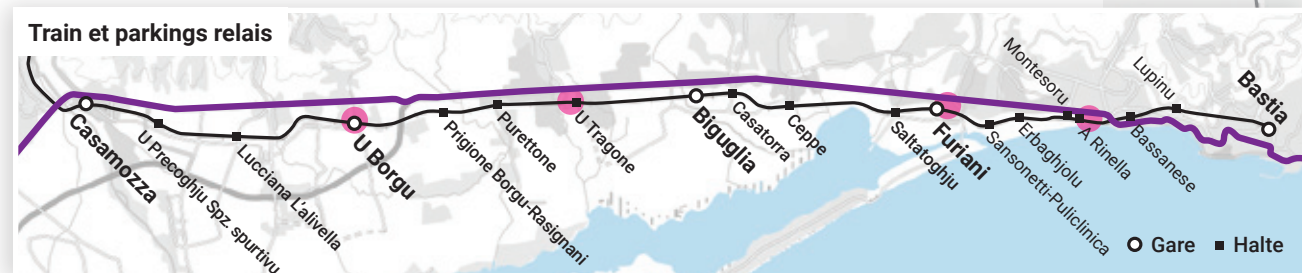 Train et parkings relais
Casamozza
U Precoghju Spz. spurtivu
Lucciana L'alivella
U Borgu
Prigione Borgu-Rasignani
Purettone
U Tragone
Biguglia
Casatorra
Ceppe
Saltatoghju
Furiani
Sansonetti-Puliclinica
Erbaghjolu
Montesoru
A Rinella
Bassanese
Lupinu
Bastia
Gare
Halte